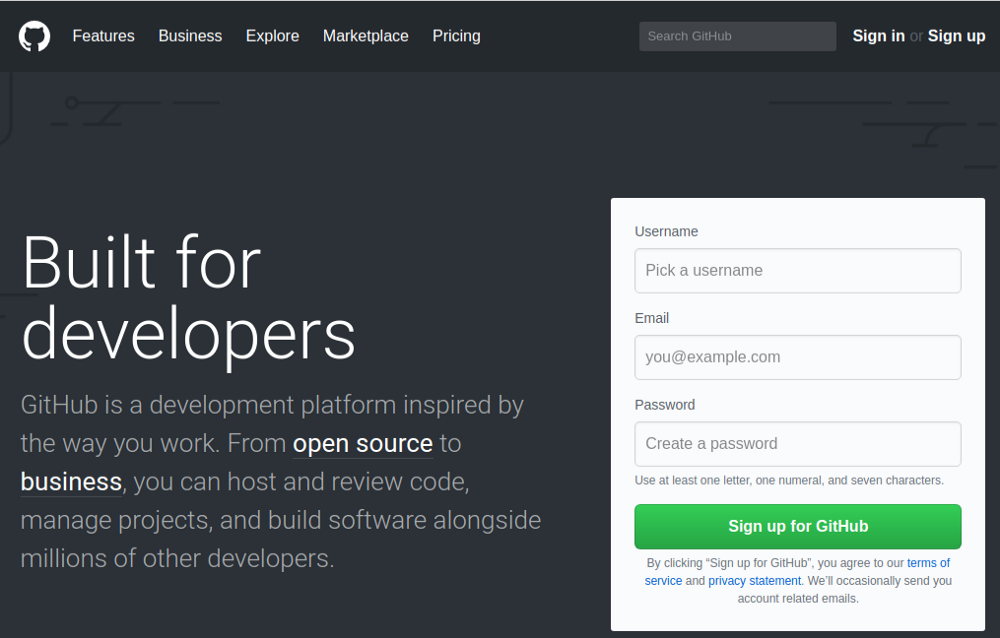 Features Business Explore Marketplace Pricing Search GitHub Sign in or Sign up
Built for
developers
GitHub is a development platform inspired by
the way you work. From open source to
business, you can host and review code,
manage projects, and build software alongside
millions of other developers.
Username
Pick a username
Email
you@example.com
Password
Create a password
Use at least one letter, one numeral, and seven characters.
Sign up for GitHub
By clicking “Sign up for GitHub”, you agree to our terms of
service and privacy statement. We’ll occasionally send you
account related emails.